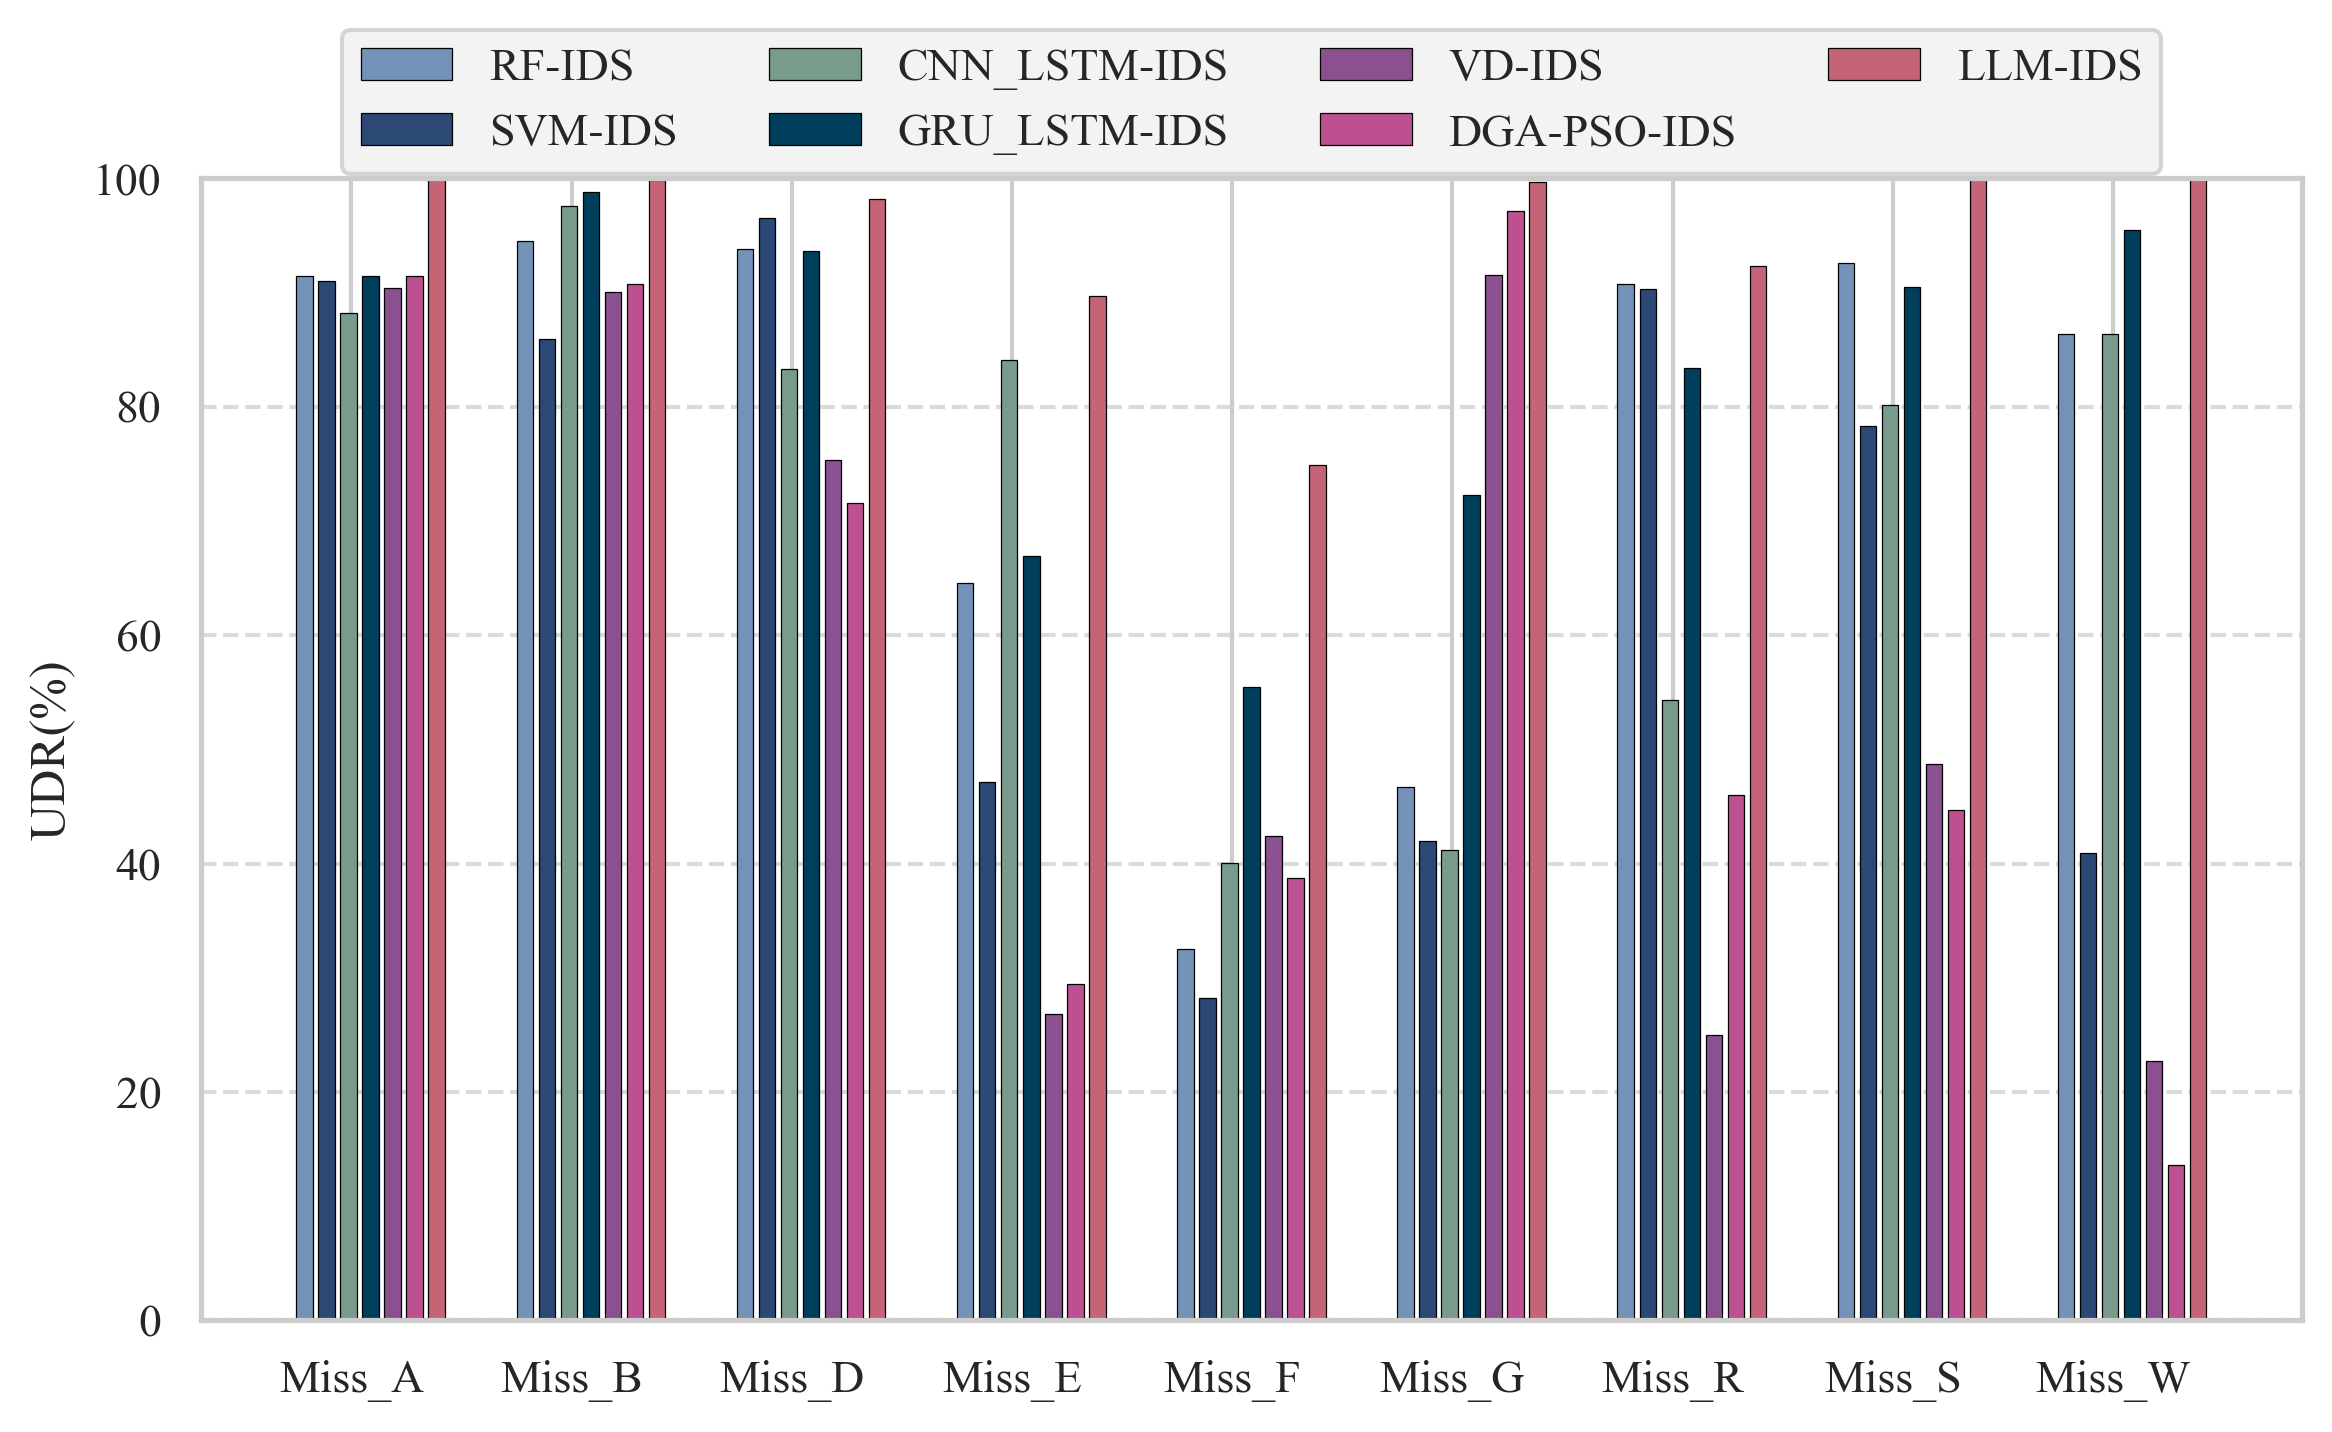 RF-IDS CNN_LSTM-IDS VD-IDS LLM-IDS
SVM-IDS GRU_LSTM-IDS DGA-PSO-IDS
100
80
60
40
20
0
UDR(%)
Miss_A Miss_B Miss_D Miss_E Miss_F Miss_G Miss_R Miss_S Miss_W